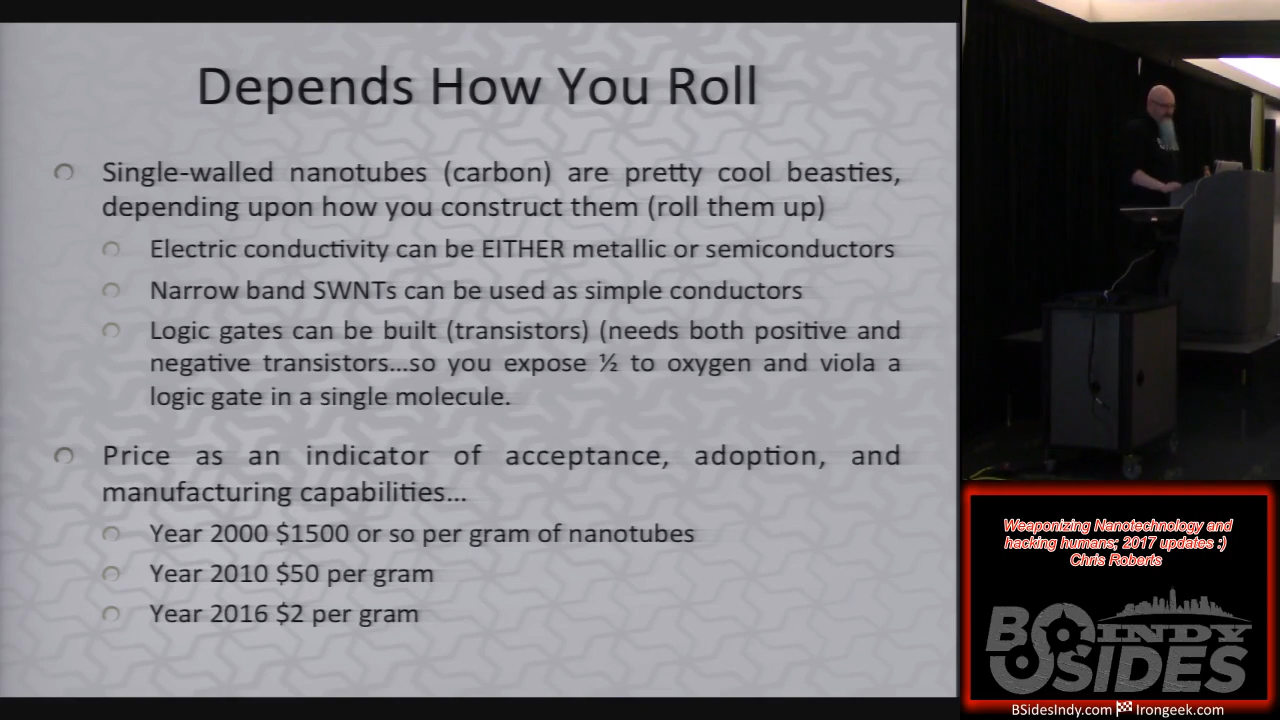 Depends How You Roll
Single-walled nanotubes (carbon) are pretty cool beasties,
depending upon how you construct them (roll them up)
Electric conductivity can be EITHER metallic or semiconductors
Narrow band SWNTs can be used as simple conductors
Logic gates can be built (transistors) (needs both positive and
negative transistors...so you expose ½ to oxygen and viola a
logic gate in a single molecule.
Price as an indicator of acceptance, adoption, and
manufacturing capabilities...
Year 2000 $1500 or so per gram of nanotubes
Year 2010 $50 per gram
Year 2016 $2 per gram
Weaponizing Nanotechnology and
hacking humans; 2017 updates :)
Chris Roberts
BSIDES INDY
BSidesIndy.com Irongeek.com